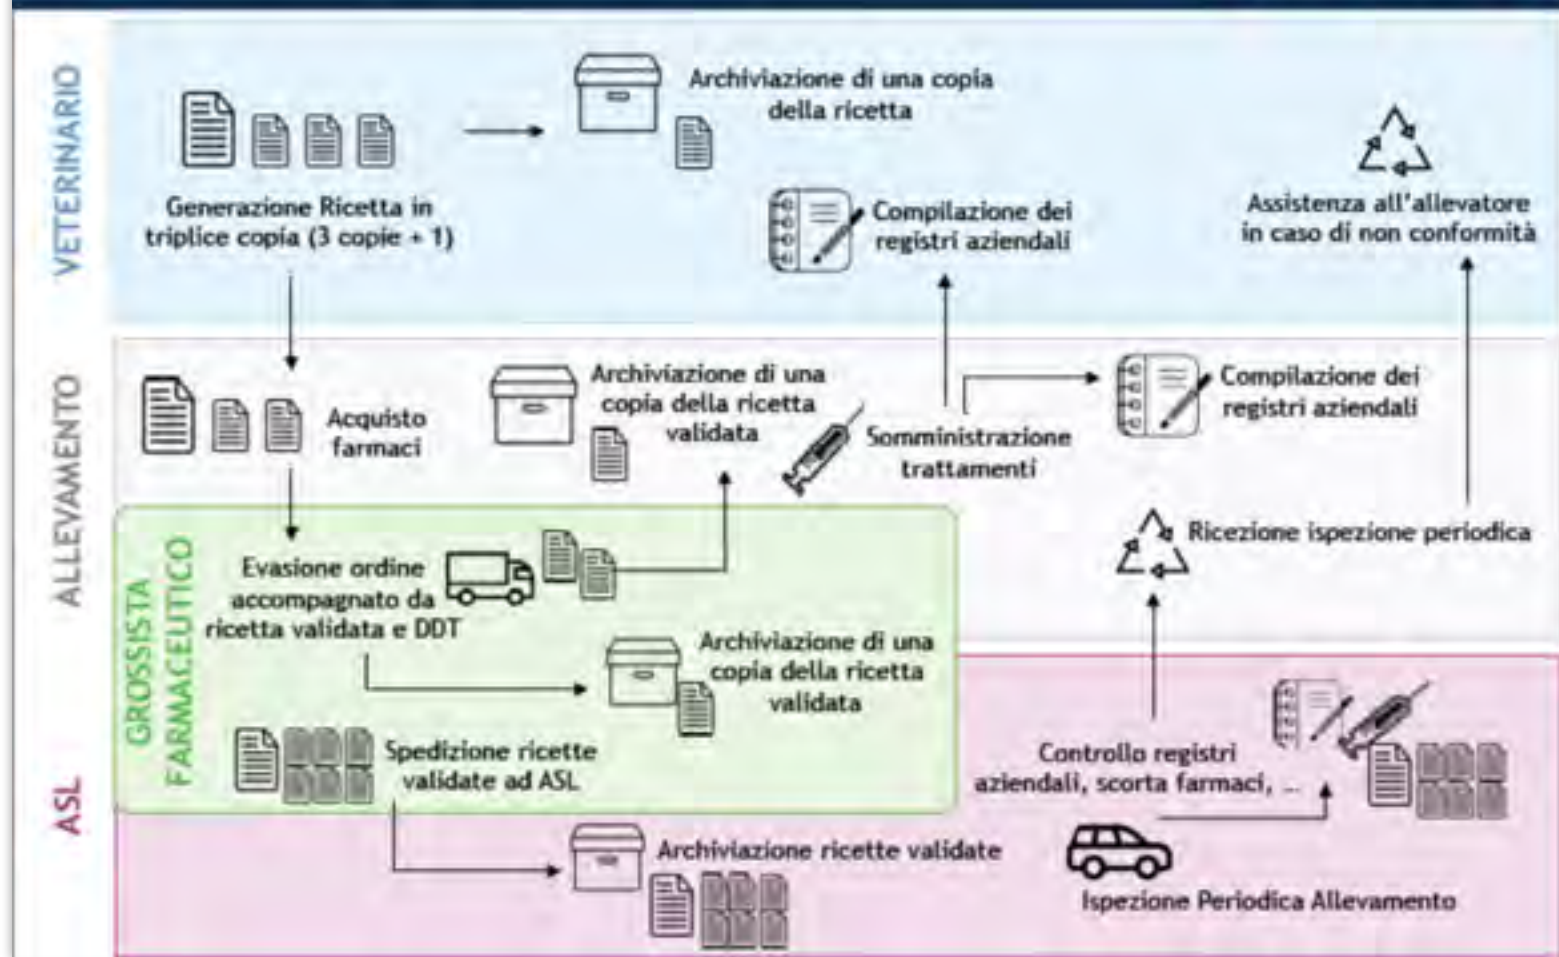 VETERINARIO
Archiviazione di una copia
della ricetta
Generazione Ricetta in
triplice copia (3 copie + 1)
Compilazione dei
registri aziendali
Assistenza all'allevatore
in caso di non conformità
ALLEVAMENTO
Acquisto
farmaci
Archiviazione di una
copia della ricetta
validata
Somministrazione
trattamenti
Compilazione dei
registri aziendali
Ricezione ispezione periodica
GROSSISTA
FARMACEUTICO
Evasione ordine
accompagnato da
ricetta validata e DDT
Archiviazione di una
copia della ricetta
validata
Spedizione ricette
validate ad ASL
ASL
Controllo registri
aziendali, scorta farmaci, ...
Archiviazione ricette validate
Ispezione Periodica Allevamento